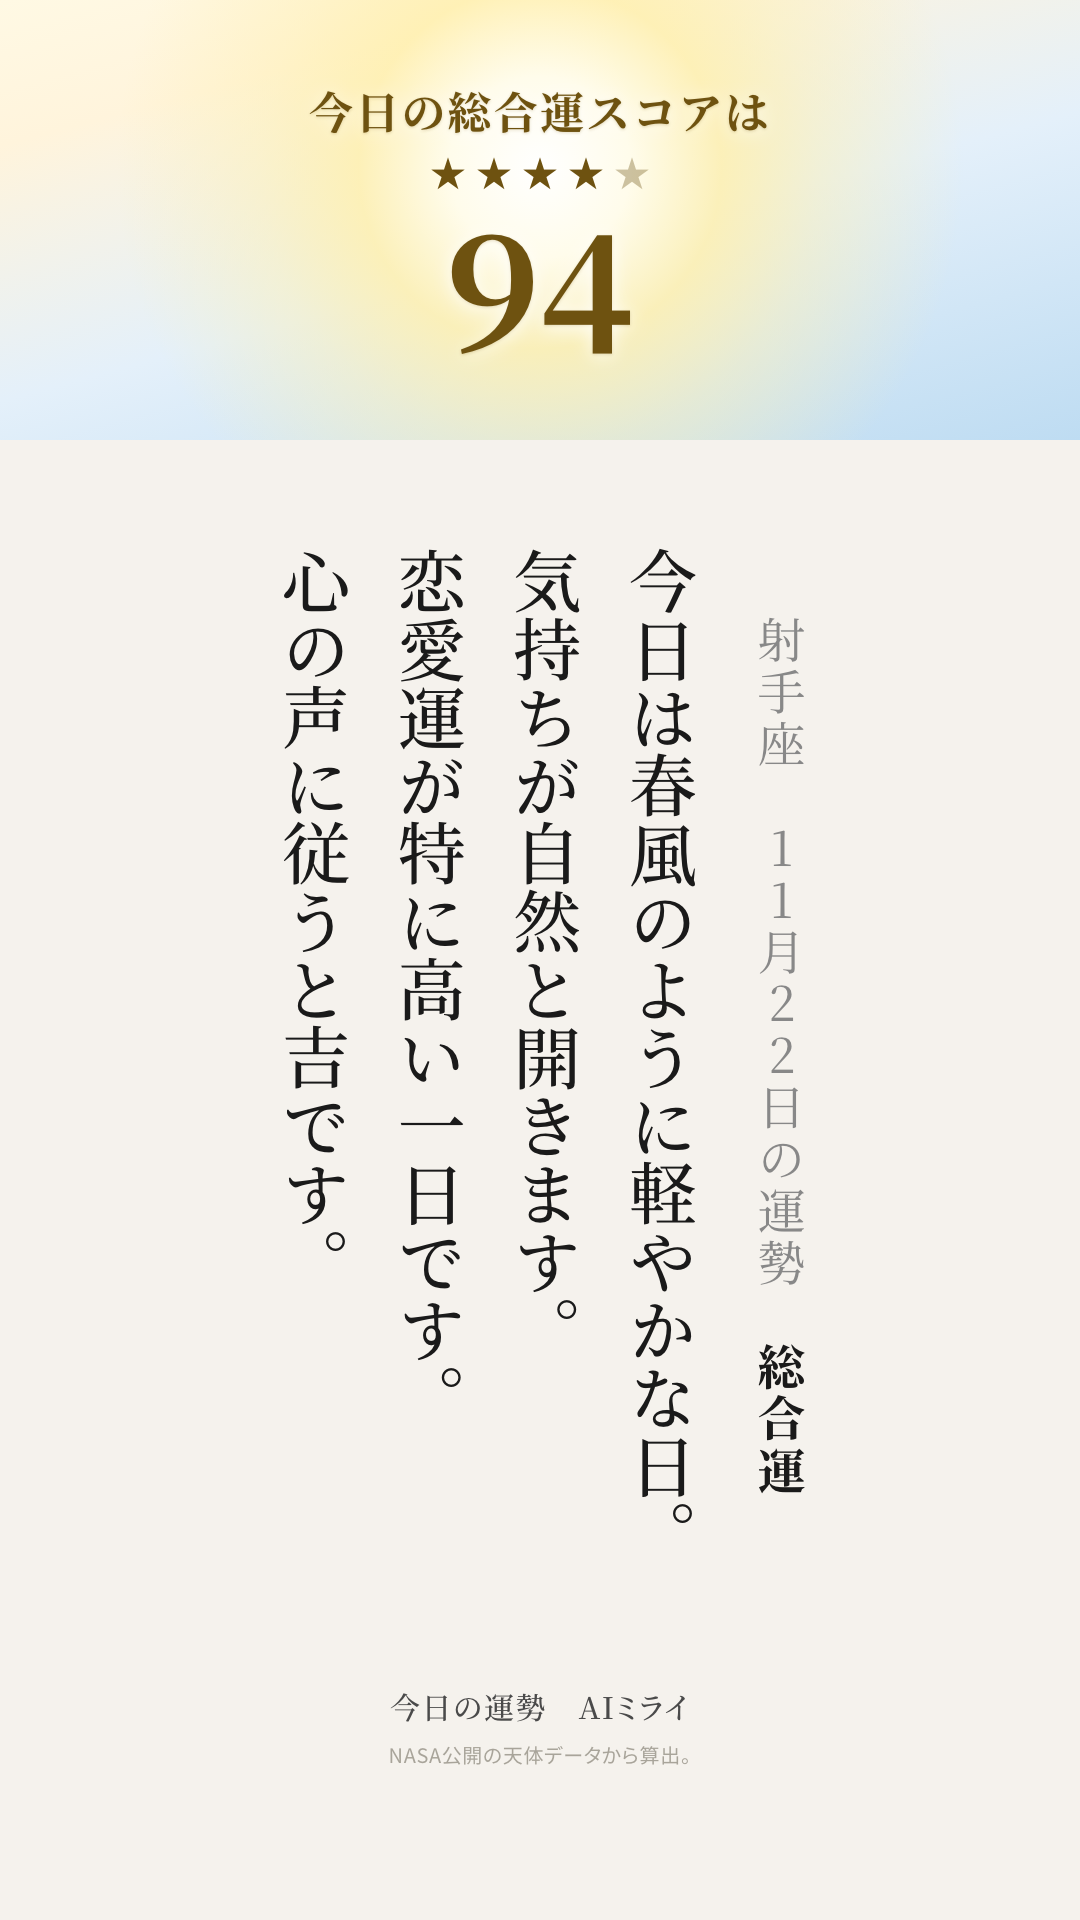 今日の総合運スコアは
★★★★★
94
射手座　11月22日の運勢　総合運
今日は春風のように軽やかな日。
気持ちが自然と開きます。
恋愛運が特に高い一日です。
心の声に従うと吉です。
今日の運勢　AIミライ
NASA公開の天体データから算出。